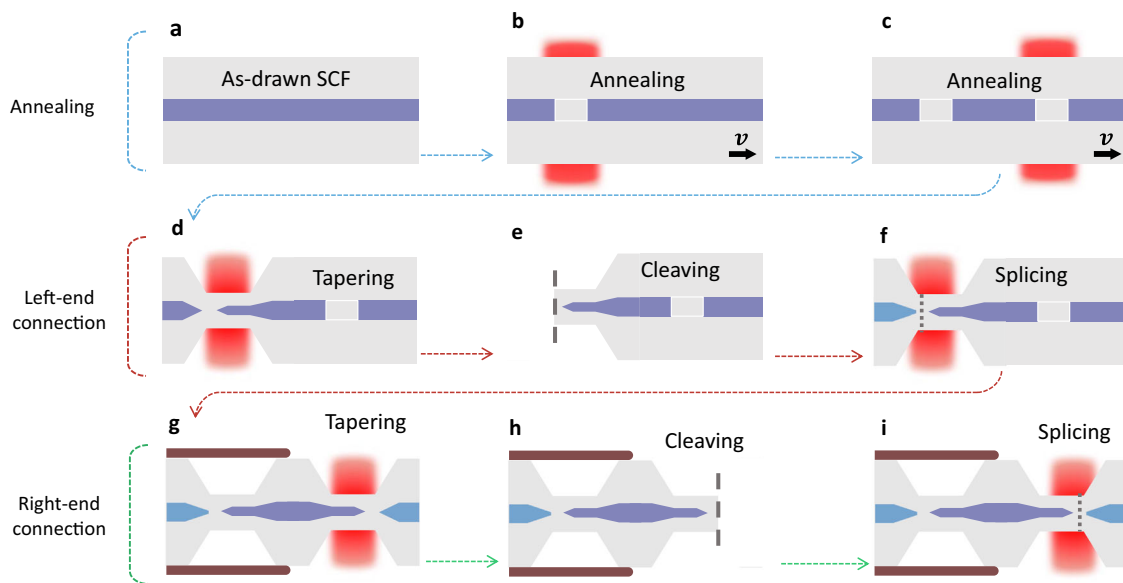 a
b
c
As-drawn SCF
Annealing
Annealing
Annealing
v
v
d
e
f
Tapering
Cleaving
Splicing
Left-end
connection
g
Tapering
h
Cleaving
i
Splicing
Right-end
connection